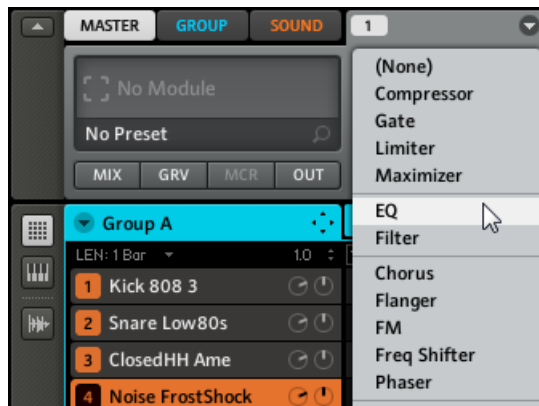 MASTER GROUP SOUND
1
No Module
No Preset
MIX GRV MCR OUT
Group A
LEN: 1 Bar 1.0
1 Kick 808 3
2 Snare Low80s
3 ClosedHH Ame
4 Noise FrostShock
(None)
Compressor
Gate
Limiter
Maximizer
EQ
Filter
Chorus
Flanger
FM
Freq Shifter
Phaser